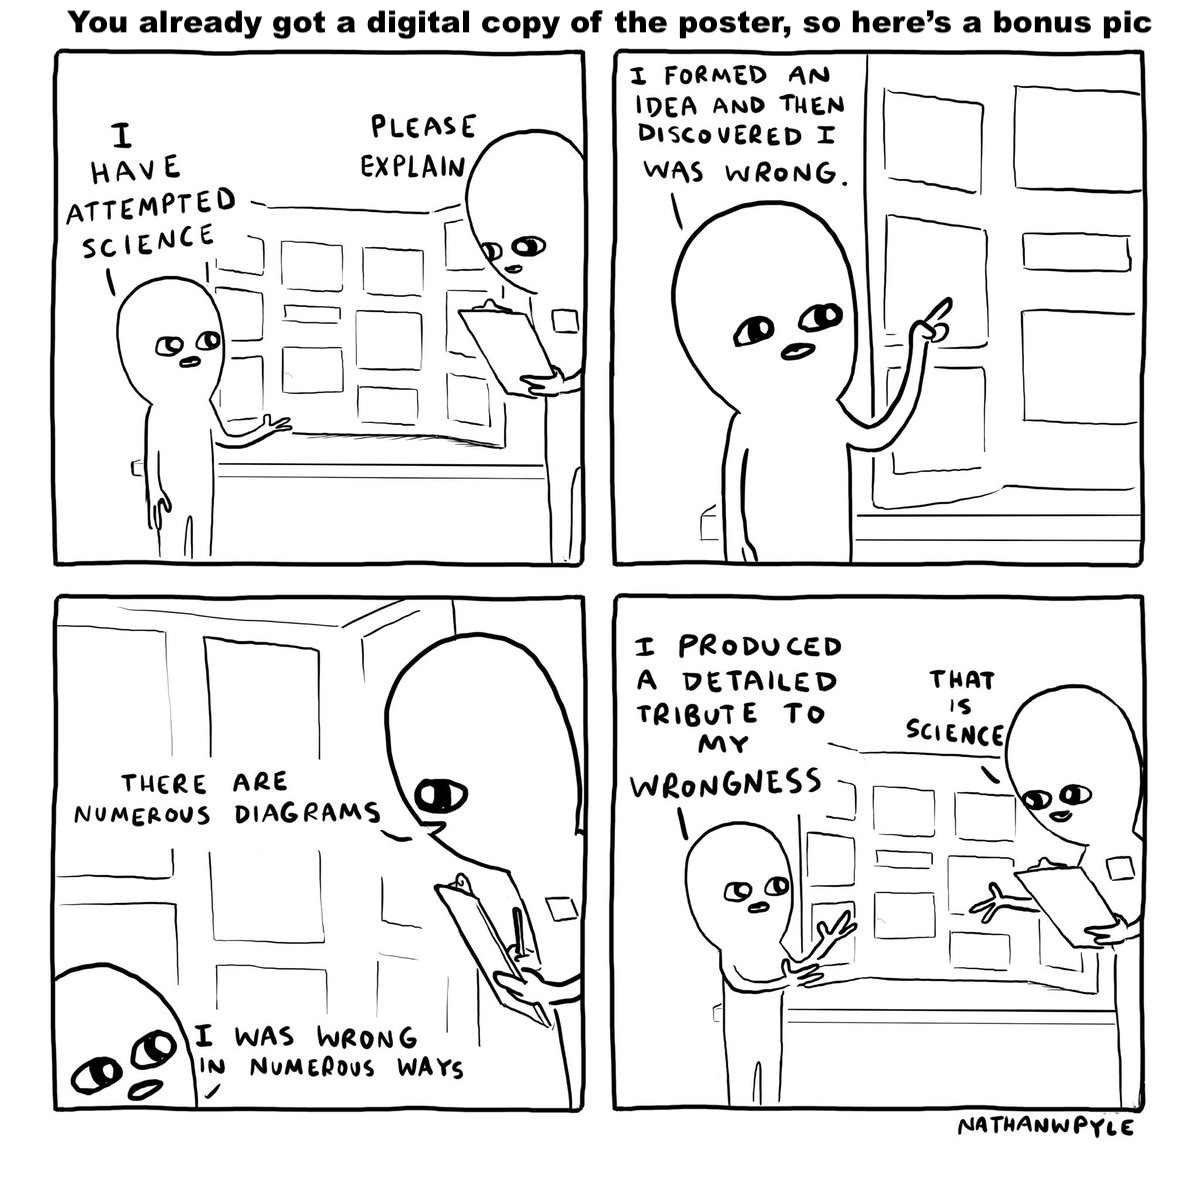 You already got a digital copy of the poster, so here’s a bonus pic
I
HAVE
ATTEMPTED
SCIENCE
PLEASE
EXPLAIN
I FORMED AN
IDEA AND THEN
DISCOVERED I
WAS WRONG.
THERE ARE
NUMEROUS DIAGRAMS
I WAS WRONG
IN NUMEROUS WAYS
I PRODUCED
A DETAILED
TRIBUTE TO
MY
WRONGNESS
THAT
IS
SCIENCE
NATHANWPYLE